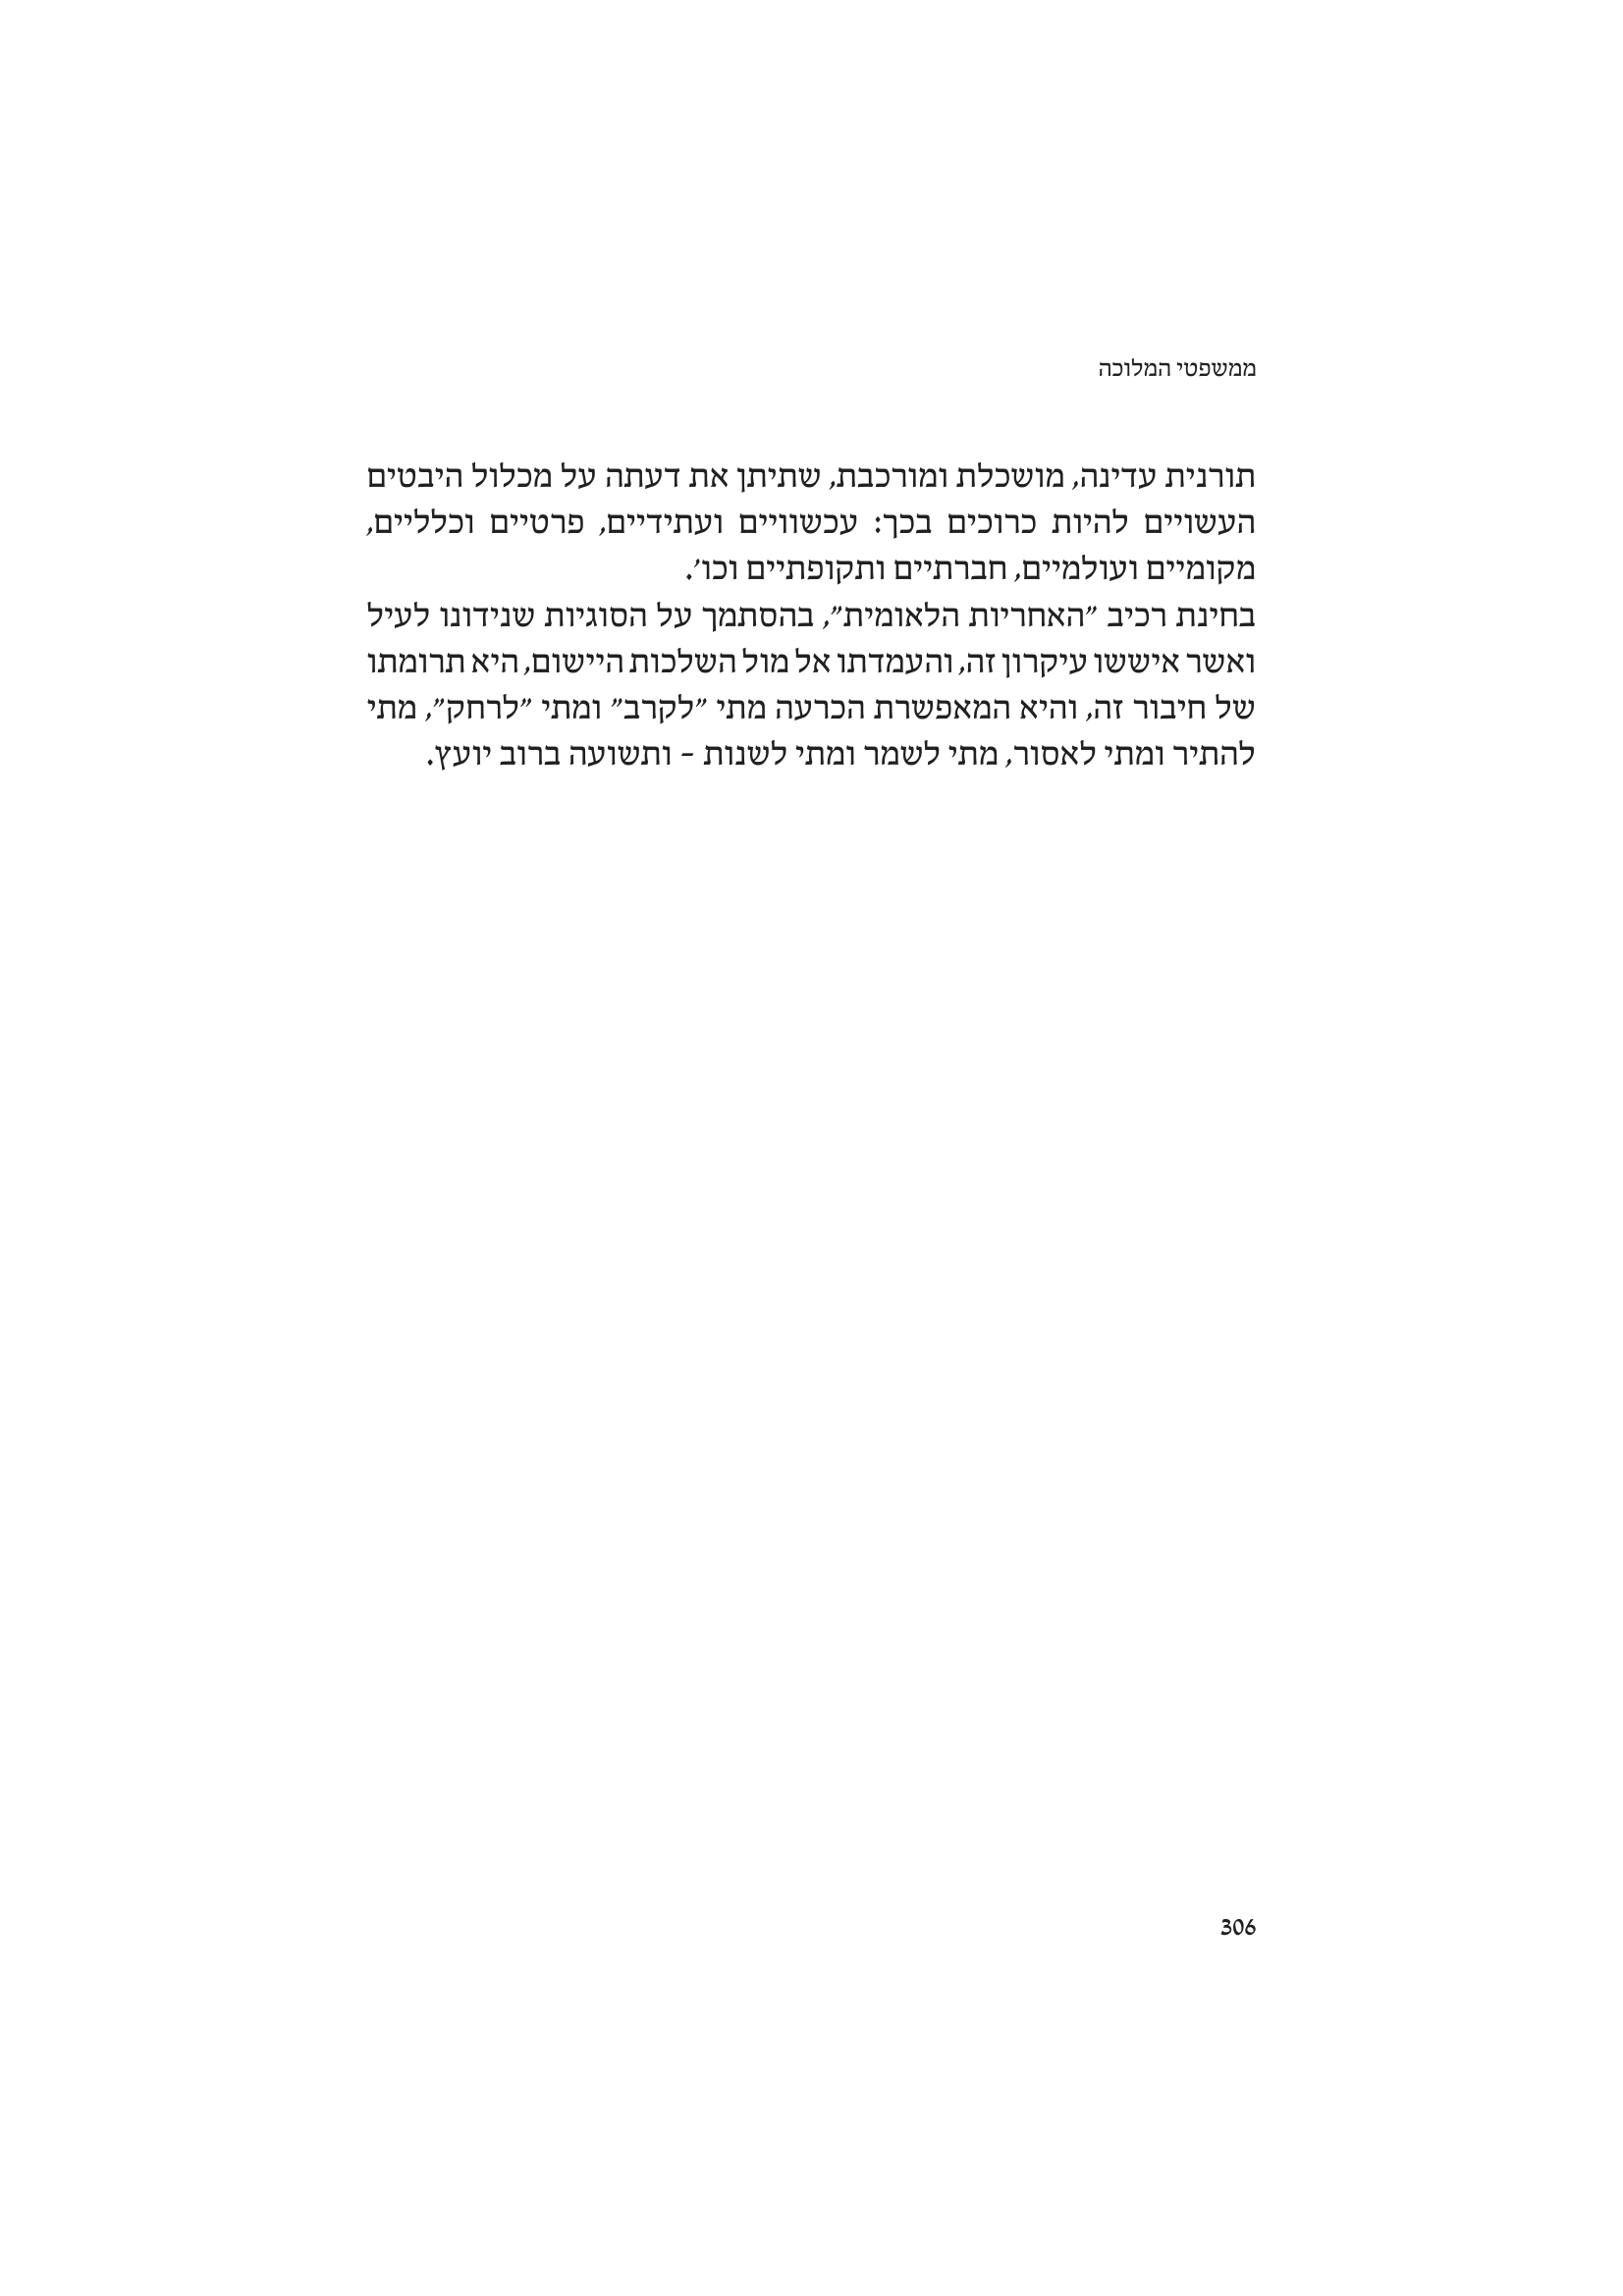 ממשפטי המלוכה
תורנית עדינה, מושכלת ומורכבת, שתיתן את דעתה על מכלול היבטים
העשויים להיות כרוכים בכך: עכשוויים ועתידיים, פרטיים וכלליים,
מקומיים ועולמיים, חברתיים ותקופתיים וכו'.
בחינת רכיב "האחריות הלאומית", בהסתמך על הסוגיות שנידונו לעיל
ואשר איששו עיקרון זה, והעמדתו אל מול השלכות היישום, היא תרומתו
של חיבור זה, והיא המאפשרת הכרעה מתי "לקרב" ומתי "לרחק", מתי
להתיר ומתי לאסור, מתי לשמר ומתי לשנות – ותשועה ברוב יועץ.
306